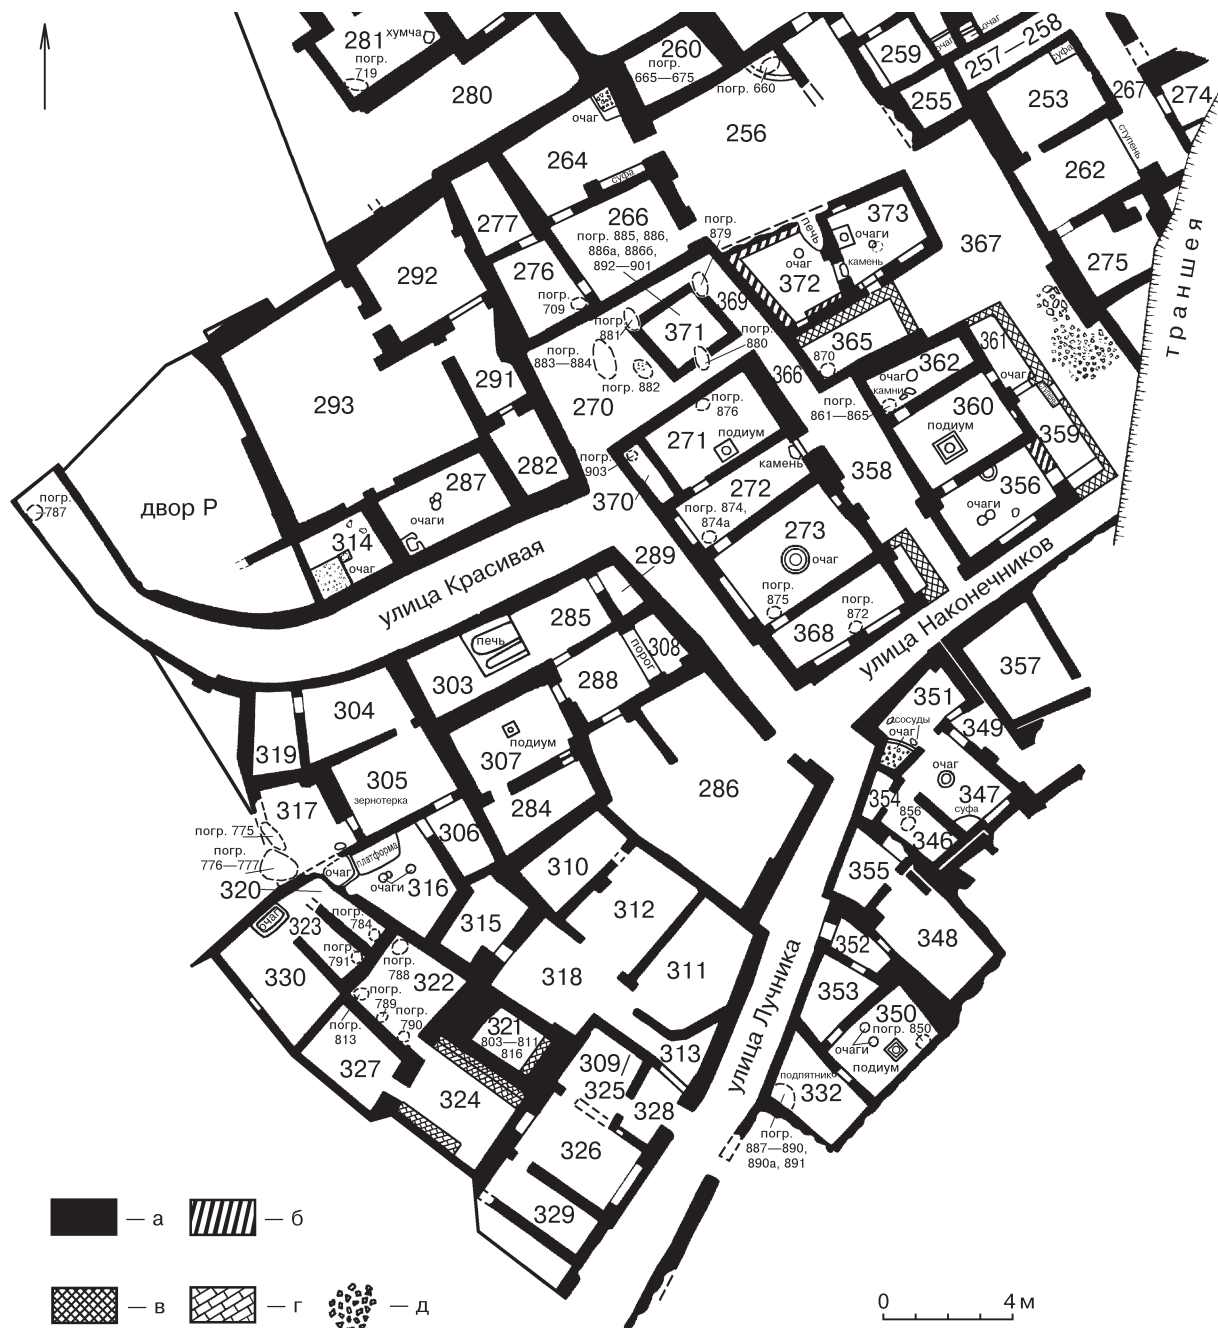 281
хумча
погр.
719
280
260
погр.
665—675
погр. 660
259
очаг
очаг
257—258
суфа
255
253
267
274
ступень
262
256
очаг
264
суфа
277
266
погр. 885, 886,
886а, 886б,
892—901
погр.
879
печь
373
очаги
камень
очаг
372
367
275
траншея
292
276
погр.
709
369
371
погр.
881
погр.
880
погр.
883—884
погр. 882
365
870
366
362
очаг
камни
361
очаг
293
291
270
погр.
876
погр.
861—865
360
подиум
359
271
подиум
погр.
903
камень
282
287
очаги
370
272
погр. 874,
874а
358
356
очаги
погр.
787
двор Р
314
очаг
273
очаг
289
улица Красивая
погр.
875
погр.
872
368
улица Наконечников
285
печь
308
порог
303
288
357
304
351
сосуды
очаг
349
319
307
подиум
305
зернотерка
очаг
347
суфа
286
284
354
856
346
317
306
погр. 775
погр.
776—777
платформа
очаг
очаги
316
310
355
320
312
315
погр.
784
очаг
323
352
348
погр.
791
погр.
788
322
318
311
330
353
погр.
789
погр.
790
350
погр. 850
очаги
подиум
321
803—811,
816
погр.
813
улица Лучника
313
309
325
327
подпятник
332
324
328
погр.
887—890,
890а, 891
326
329
— а
— б
— в
— г
— д
0
4 м